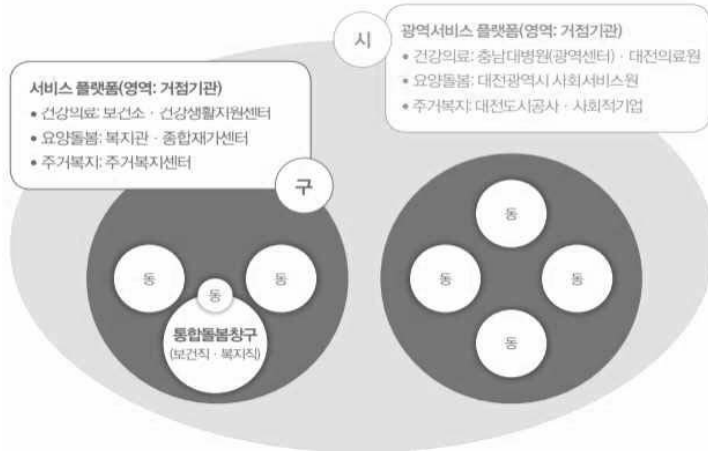 시
광역서비스 플랫폼(영역: 거점기관)
• 건강의료: 충남대병원(광역센터) · 대전의료원
• 요양돌봄: 대전광역시 사회서비스원
• 주거복지: 대전도시공사 · 사회적기업
서비스 플랫폼(영역: 거점기관)
• 건강의료: 보건소 · 건강생활지원센터
• 요양돌봄: 복지관 · 종합재가센터
• 주거복지: 주거복지센터
구
동
동
동
통합돌봄창구
(보건직 · 복지직)
동
동
동
동